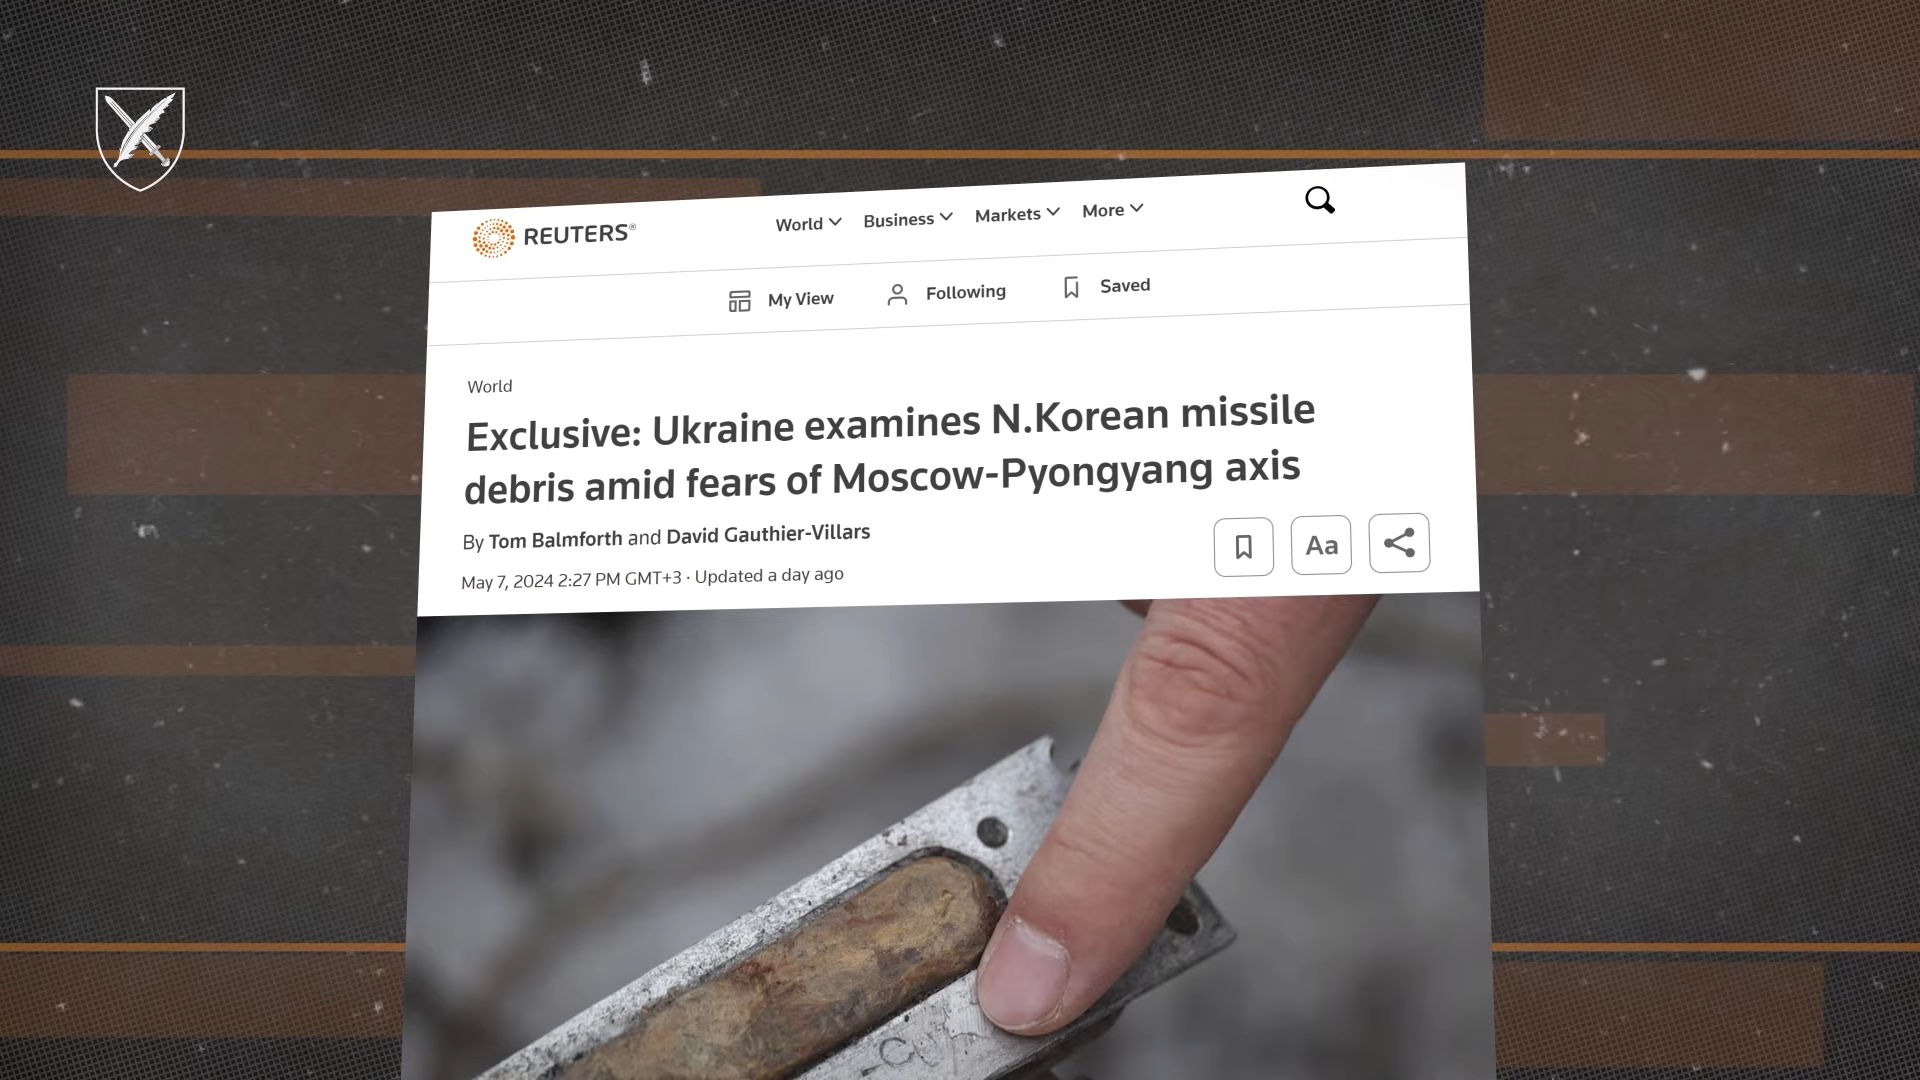 REUTERS®
World Business Markets More
My View Following Saved
World
Exclusive: Ukraine examines N.Korean missile
debris amid fears of Moscow-Pyongyang axis
By Tom Balmforth and David Gauthier-Villars
Aa
May 7, 2024 2:27 PM GMT+3 · Updated a day ago